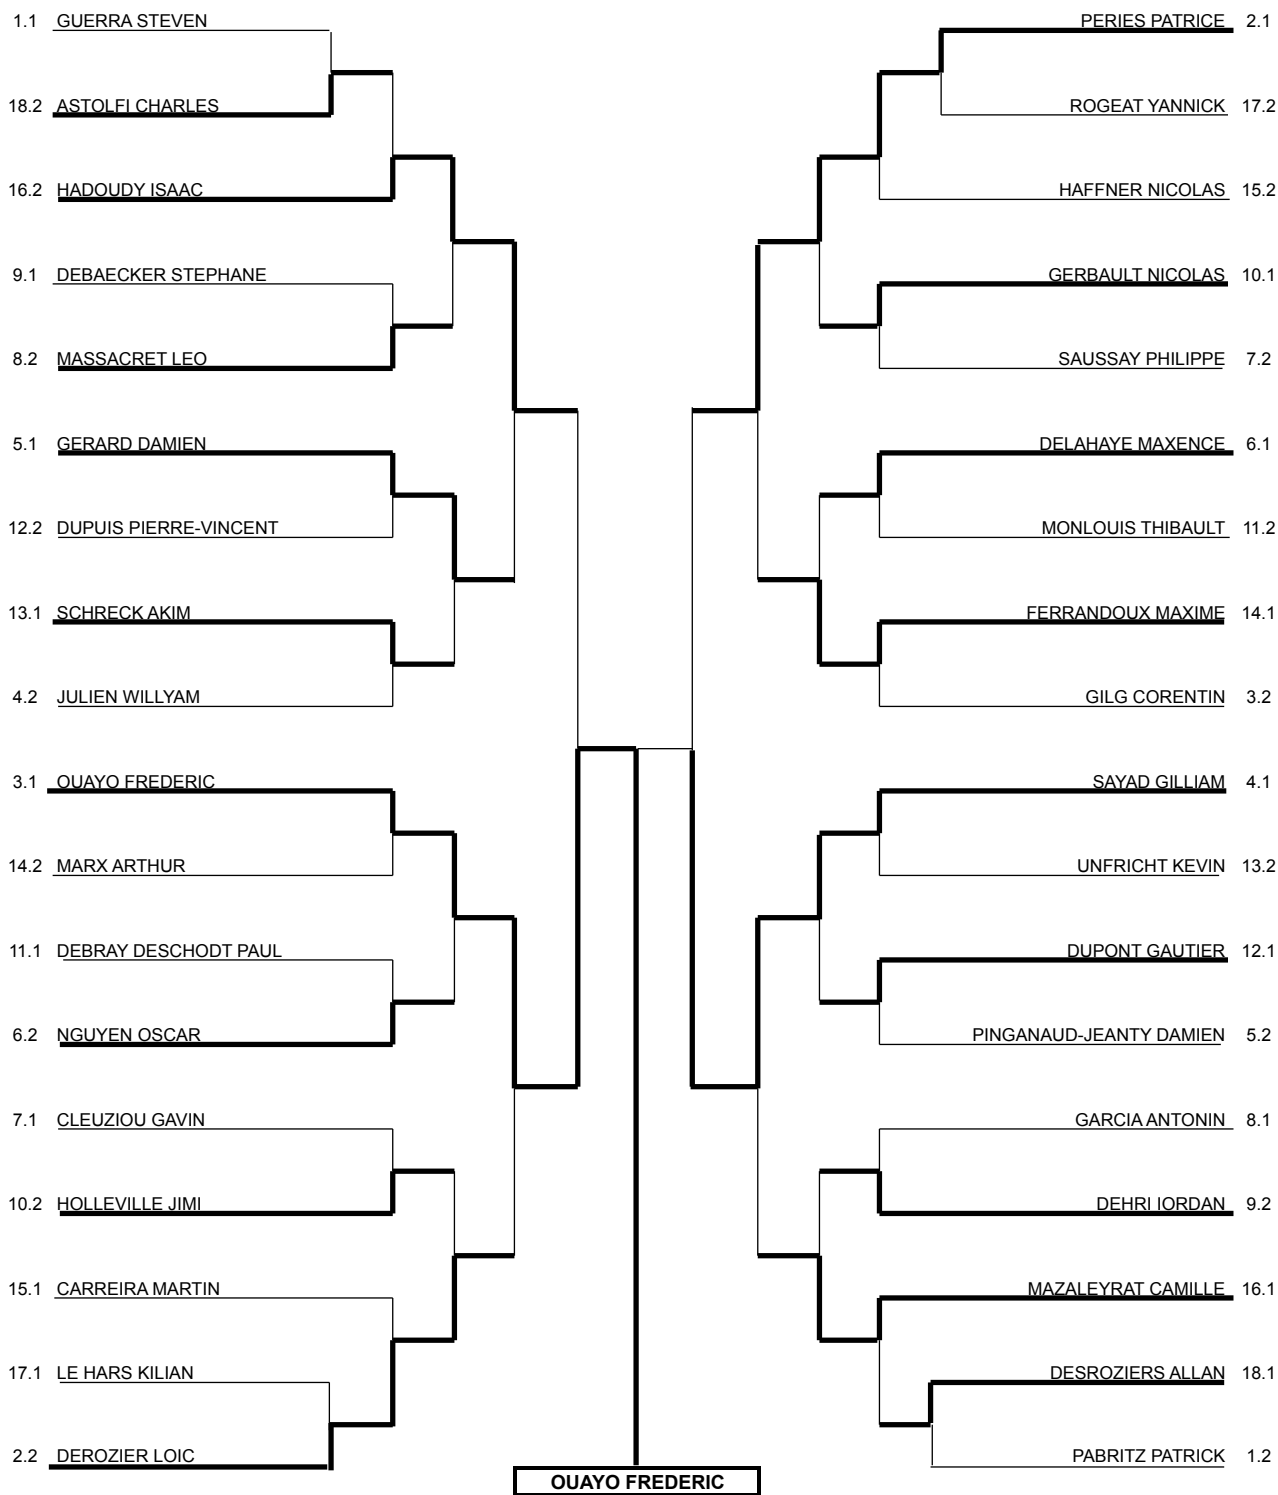 1.1 GUERRA STEVEN
18.2 ASTOLFI CHARLES
16.2 HADOUDY ISAAC
9.1 DEBAECKER STEPHANE
8.2 MASSACRET LEO
5.1 GERARD DAMIEN
12.2 DUPUIS PIERRE-VINCENT
13.1 SCHRECK AKIM
4.2 JULIEN WILLYAM
3.1 OUAYO FREDERIC
14.2 MARX ARTHUR
11.1 DEBRAY DESCHODT PAUL
6.2 NGUYEN OSCAR
7.1 CLEUZIOU GAVIN
10.2 HOLLEVILLE JIMI
15.1 CARREIRA MARTIN
17.1 LE HARS KILIAN
2.2 DEROZIER LOIC
PERIES PATRICE 2.1
ROGEAT YANNICK 17.2
HAFFNER NICOLAS 15.2
GERBAULT NICOLAS 10.1
SAUSSAY PHILIPPE 7.2
DELAHAYE MAXENCE 6.1
MONLOUIS THIBAULT 11.2
FERRANDOUX MAXIME 14.1
GILG CORENTIN 3.2
SAYAD GILLIAM 4.1
UNFRICHT KEVIN 13.2
DUPONT GAUTIER 12.1
PINGANAUD-JEANTY DAMIEN 5.2
GARCIA ANTONIN 8.1
DEHRI IORDAN 9.2
MAZALEYRAT CAMILLE 16.1
DESROZIERS ALLAN 18.1
PABRITZ PATRICK 1.2
OUAYO FREDERIC